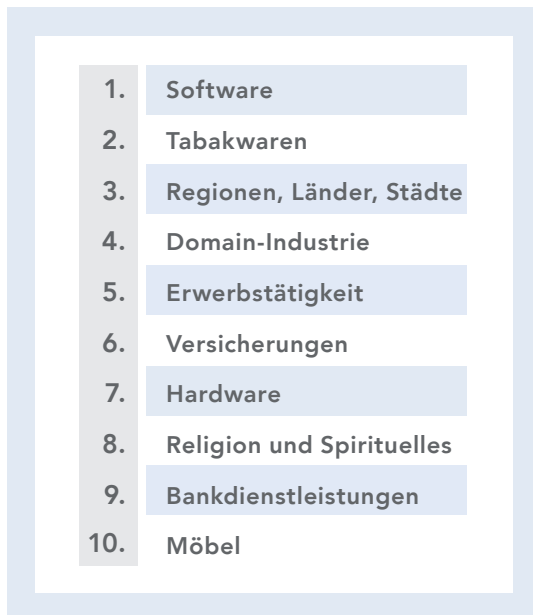 1. Software
2. Tabakwaren
3. Regionen, Länder, Städte
4. Domain-Industrie
5. Erwerbstätigkeit
6. Versicherungen
7. Hardware
8. Religion und Spirituelles
9. Bankdienstleistungen
10. Möbel